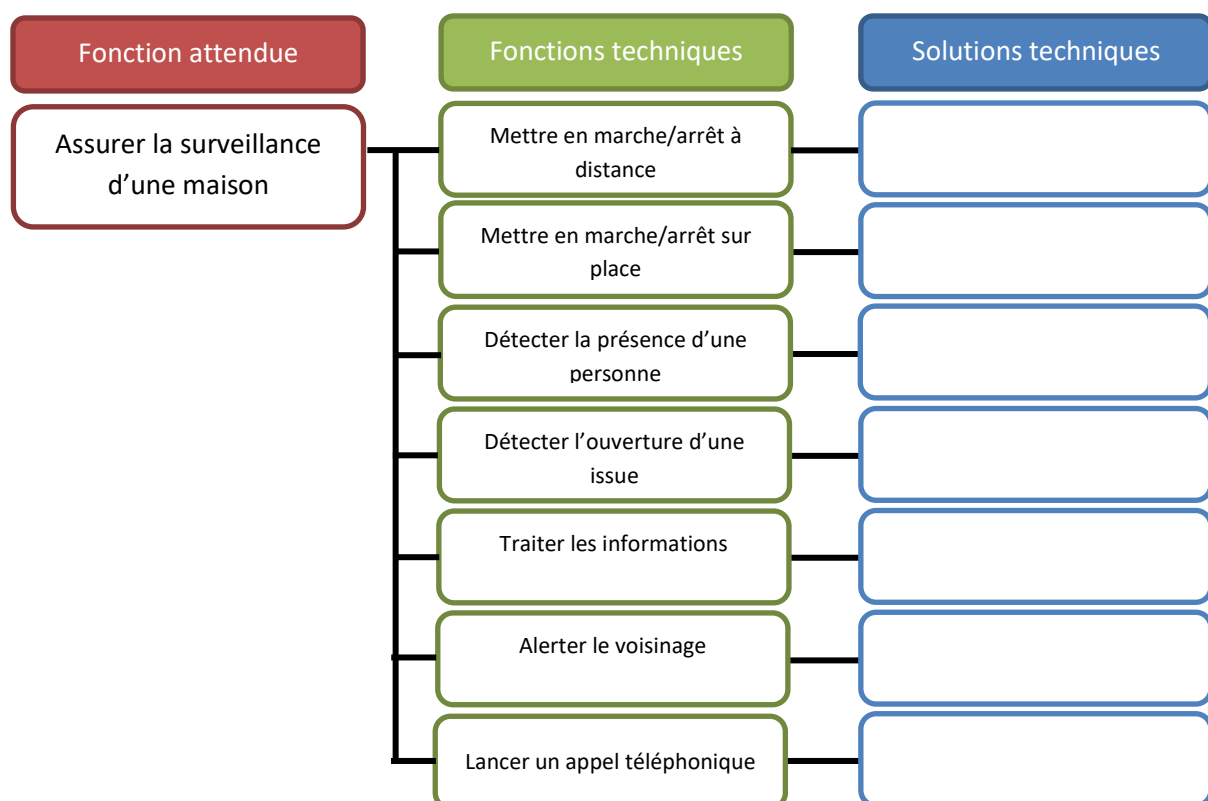 Fonction attendue
Fonctions techniques
Solutions techniques
Assurer la surveillance
d’une maison
Mettre en marche/arrêt à
distance
Mettre en marche/arrêt sur
place
Détecter la présence d’une
personne
Détecter l’ouverture d’une
issue
Traiter les informations
Alerter le voisinage
Lancer un appel téléphonique